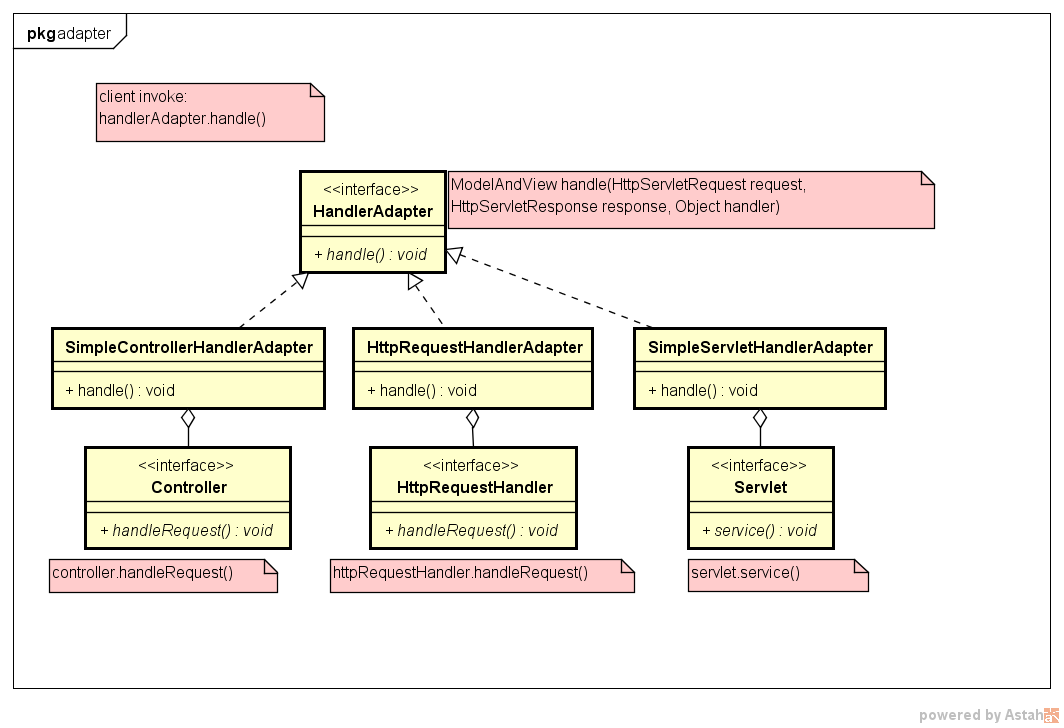 pkg adapter
client invoke:
handlerAdapter.handle()
<<interface>>
HandlerAdapter
+ handle() : void
ModelAndView handle(HttpServletRequest request,
HttpServletResponse response, Object handler)
SimpleControllerHandlerAdapter
+ handle() : void
HttpRequestHandlerAdapter
+ handle() : void
SimpleServletHandlerAdapter
+ handle() : void
<<interface>>
Controller
+ handleRequest() : void
<<interface>>
HttpRequestHandler
+ handleRequest() : void
<<interface>>
Servlet
+ service() : void
controller.handleRequest()
httpRequestHandler.handleRequest()
servlet.service()
powered by Astah